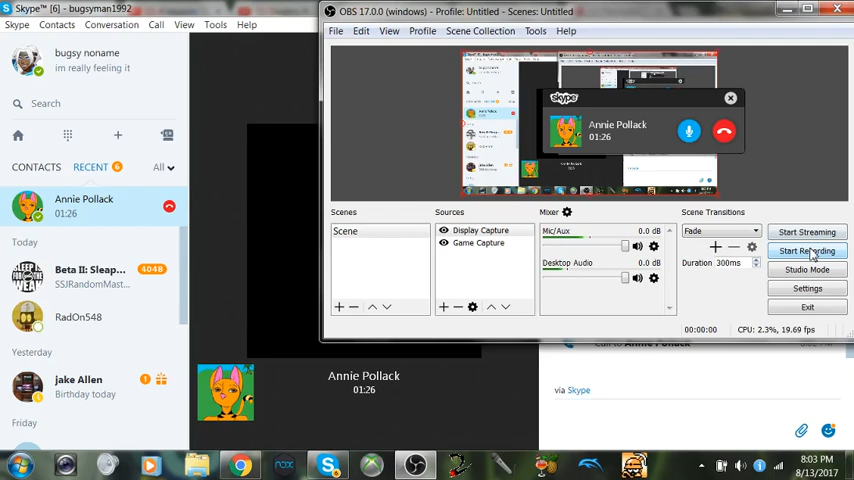 Skype™ [6] - bugsyman1992
Skype Contacts Conversation Call View Tools Help
bugsy noname
im really feeling it
Search
CONTACTS RECENT 6 All
Annie Pollack
01:26
Today
Beta II: Sleap... 4048
SSJRandomMast...
RadOn548
Yesterday
jake Allen 1
Birthday today
Friday
Annie Pollack
01:26
OBS 17.0.0 (windows) - Profile: Untitled - Scenes: Untitled
File Edit View Profile Scene Collection Tools Help
skype
Annie Pollack
01:26
Scenes
Scene
Sources
Display Capture
Game Capture
Mixer
Mic/Aux 0.0 dB
Desktop Audio 0.0 dB
Scene Transitions
Fade
Duration 300ms
Start Streaming
Start Recording
Studio Mode
Settings
Exit
00:00:00 CPU: 2.3%, 19.69 fps
Call to Annie Pollack
via Skype
nox
8:03 PM
8/13/2017